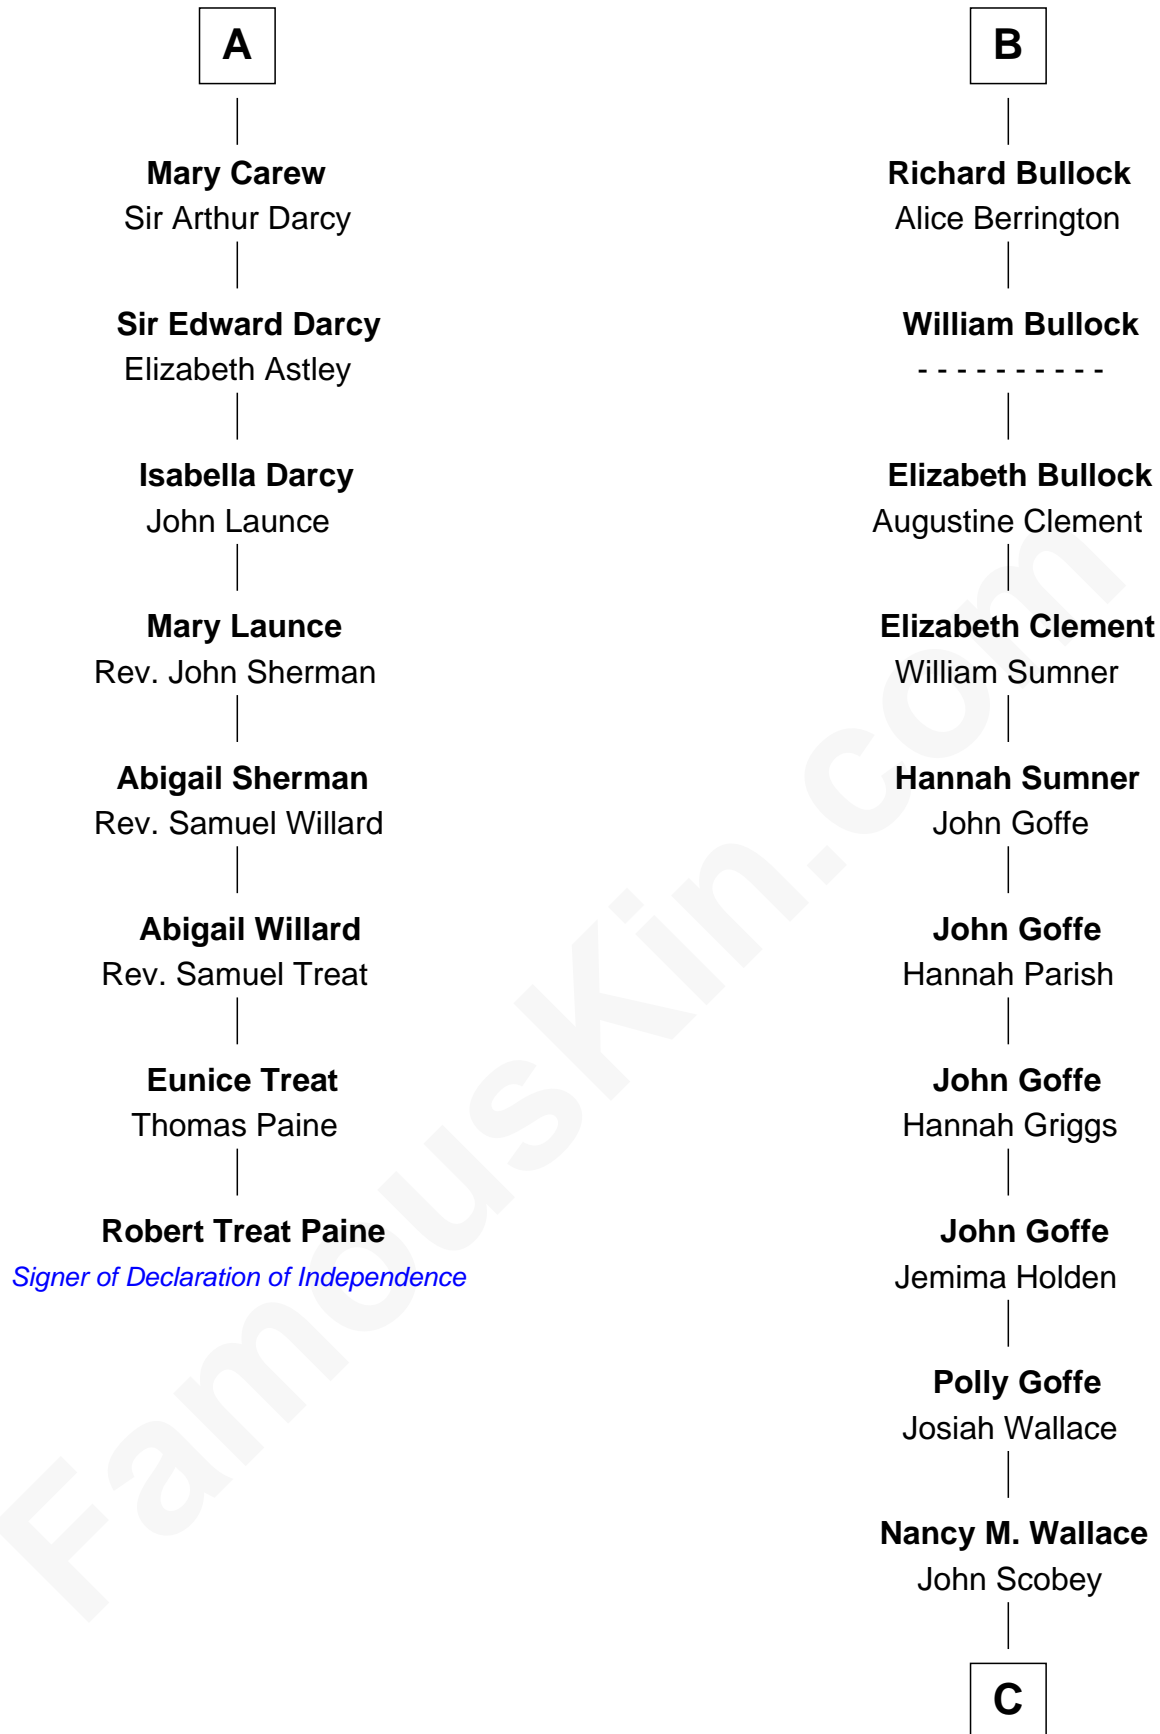 A
Mary Carew
Sir Arthur Darcy
Sir Edward Darcy
Elizabeth Astley
Isabella Darcy
John Launce
Mary Launce
Rev. John Sherman
Abigail Sherman
Rev. Samuel Willard
Abigail Willard
Rev. Samuel Treat
Eunice Treat
Thomas Paine
Robert Treat Paine
Signer of Declaration of Independence
B
Richard Bullock
Alice Berrington
William Bullock
- - - - - - - - - -
Elizabeth Bullock
Augustine Clement
Elizabeth Clement
William Sumner
Hannah Sumner
John Goffe
John Goffe
Hannah Parish
John Goffe
Hannah Griggs
John Goffe
Jemima Holden
Polly Goffe
Josiah Wallace
Nancy M. Wallace
John Scobey
C
FamousKin.com